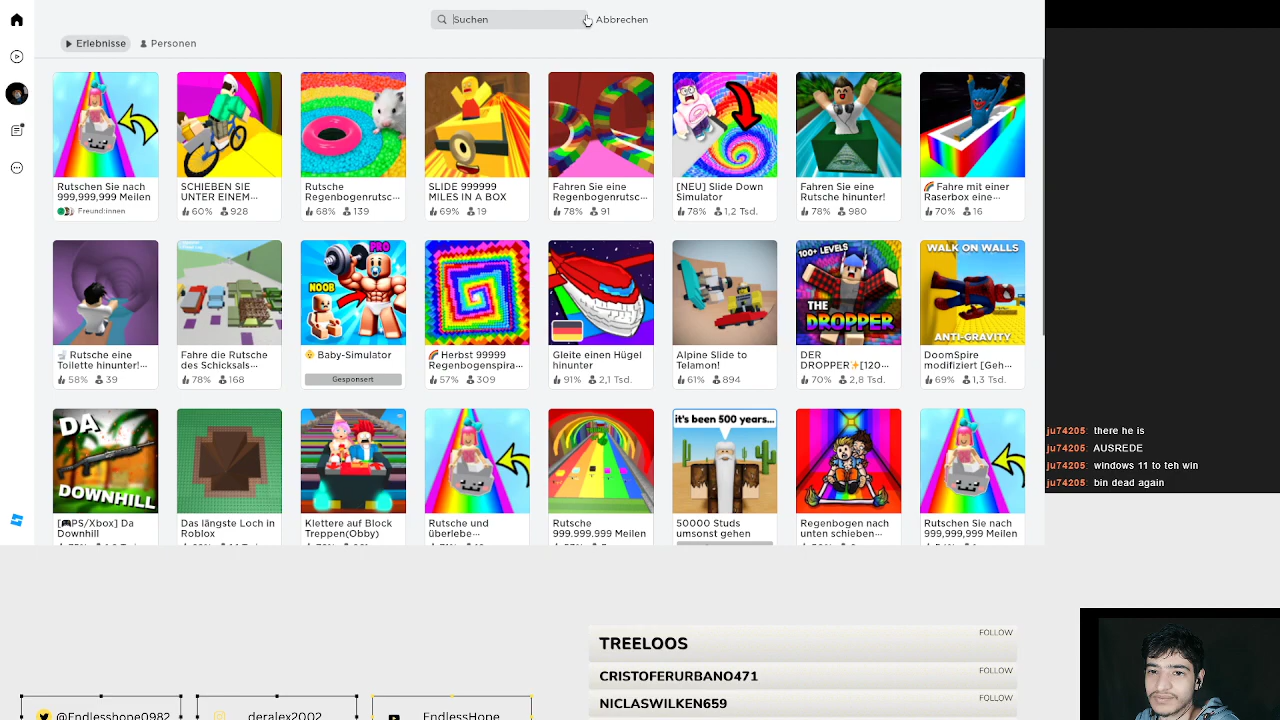 Suchen
Abbrechen
Erlebnisse
Personen
Rutschen Sie nach
999,999,999 Meilen
Freund:innen
SCHIEBEN SIE
UNTER EINEM···
60% 928
Rutsche
Regenbogenrutsc···
68% 139
SLIDE 999999
MILES IN A BOX
69% 19
Fahren Sie eine
Regenbogenrutsc···
78% 91
[NEU] Slide Down
Simulator
78% 1,2 Tsd.
Fahren Sie eine
Rutsche hinunter!
78% 980
🌈 Fahre mit einer
Raserbox eine···
70% 16
🚽 Rutsche eine
Toilette hinunter!···
58% 39
Fahre die Rutsche
des Schicksals···
78% 168
PRO
NOOB
👶 Baby-Simulator
Gesponsert
🌈 Herbst 99999
Regenbogenspira···
57% 309
Gleite einen Hügel
hinunter
91% 2,1 Tsd.
Alpine Slide to
Telamon!
61% 894
100+ LEVELS
THE
DROPPER
DER
DROPPER✨[120···
70% 2,8 Tsd.
WALK ON WALLS
ANTI-GRAVITY
DoomSpire
modifiziert [Geh···
69% 1,3 Tsd.
DA
DOWNHILL
[🎮PS/Xbox] Da
Downhill
Das längste Loch in
Roblox
Klettere auf Block
Treppen(Obby)
Rutsche und
überlebe···
Rutsche
999.999.999 Meilen
it's been 500 years...
50000 Studs
umsonst gehen
Regenbogen nach
unten schieben···
Rutschen Sie nach
999,999,999 Meilen
ju74205: there he is
ju74205: AUSREDE
ju74205: windows 11 to teh win
ju74205: bin dead again
TREELOOS
FOLLOW
CRISTOFERURBANO471
FOLLOW
NICLASWILKEN659
FOLLOW
@Endlesshope0982
deralex2002
EndlessHope